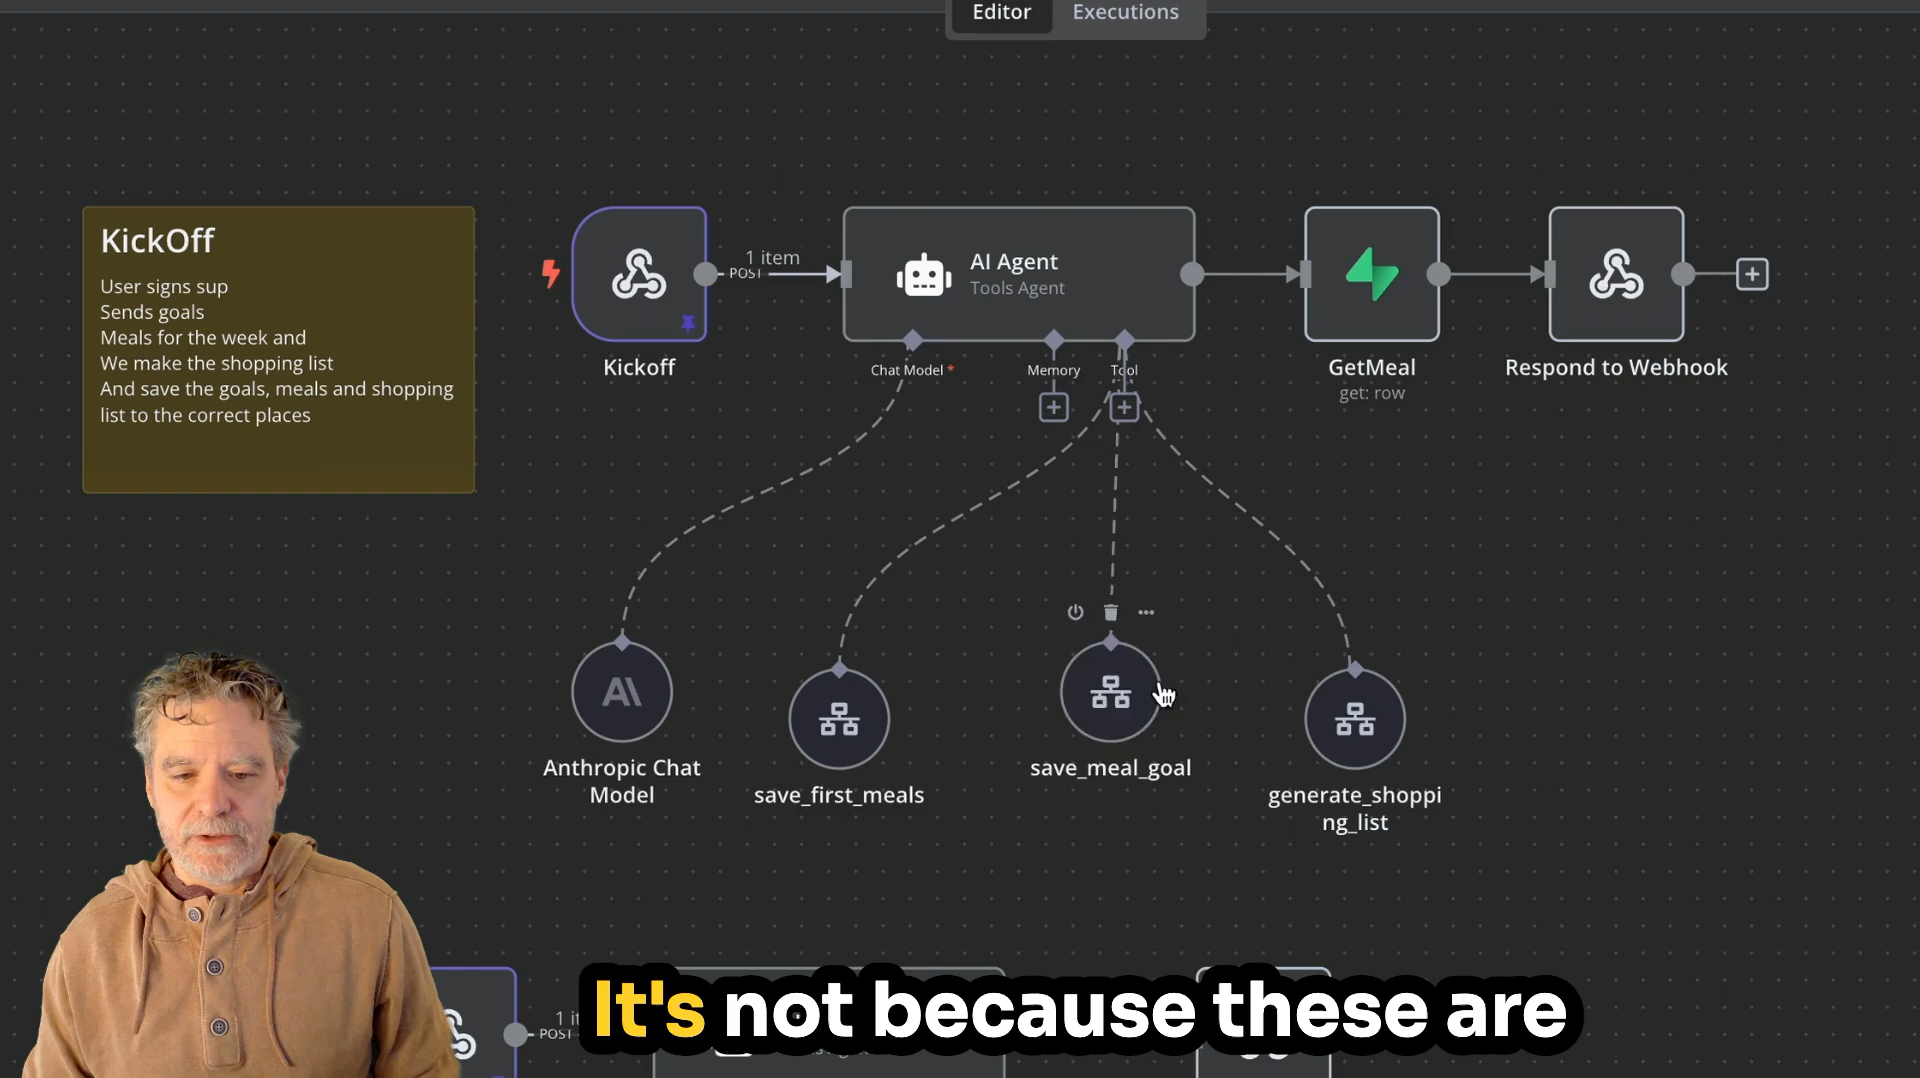 Editor
Executions
KickOff
User signs sup
Sends goals
Meals for the week and
We make the shopping list
And save the goals, meals and shopping
list to the correct places
1 item
POST
Kickoff
AI Agent
Tools Agent
Chat Model *
Memory
Tool
GetMeal
get: row
Respond to Webhook
Anthropic Chat
Model
save_first_meals
save_meal_goal
generate_shoppi
ng_list
POST
It's not because these are